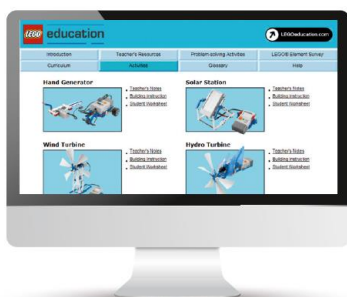 LEGO education
LEGOeducation.com
Introduction Teacher's Resources Problem solving Activities LEGO® Element Survey
Curriculum Activities Glossary Help
Hand Generator
Teacher's Notes
Building Instruction
Student Worksheet
Solar Station
Teacher's Notes
Building Instruction
Student Worksheet
Wind Turbine
Teacher's Notes
Building Instruction
Student Worksheet
Hydro Turbine
Teacher's Notes
Building Instruction
Student Worksheet